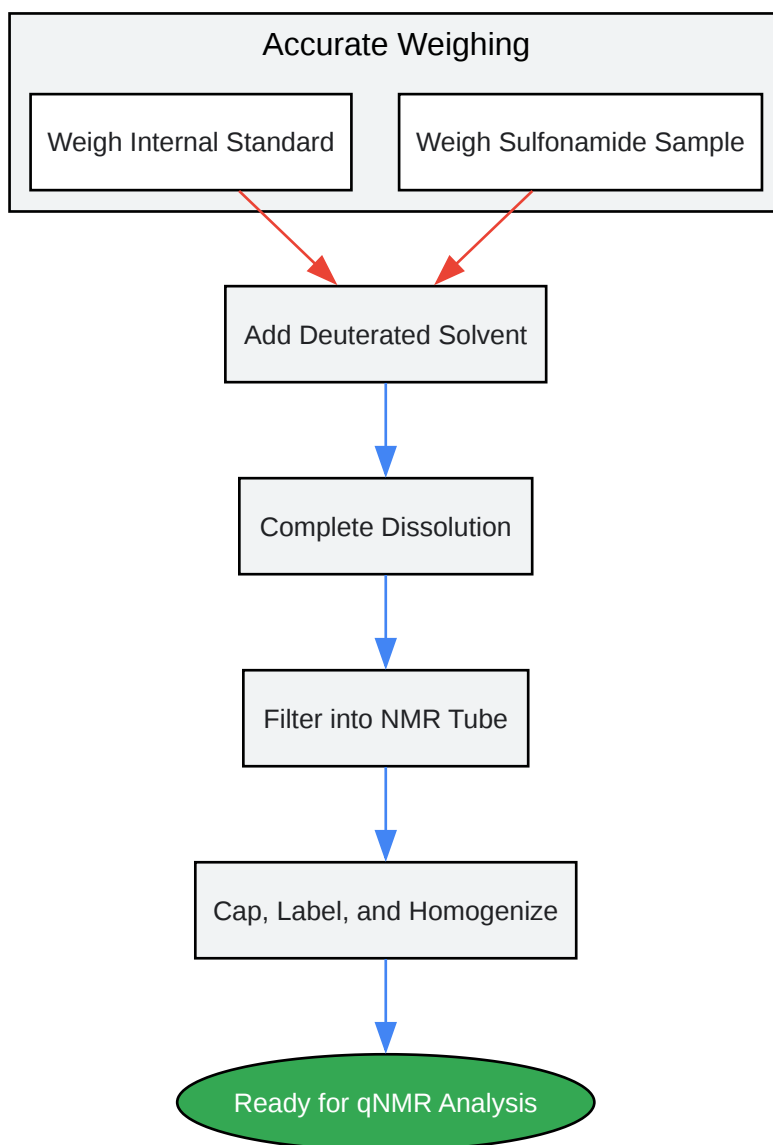 Accurate Weighing
Weigh Internal Standard
Weigh Sulfonamide Sample
Add Deuterated Solvent
Complete Dissolution
Filter into NMR Tube
Cap, Label, and Homogenize
Ready for qNMR Analysis